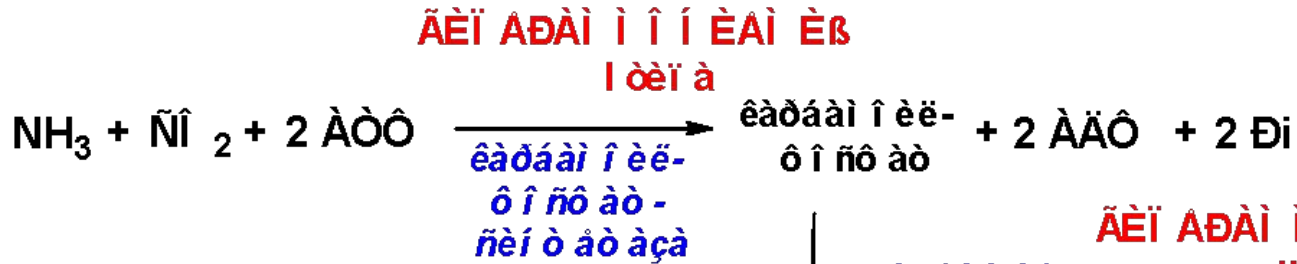 ÃÈÏ ÅÐÀÌ Ì Î Í ÈÅÌ Èß
I òèï à
NH₃ + ÑÎ ₂ + 2 ÀÒÔ êàðáàì î èë- + 2 ÀÄÔ + 2 Ði
ô î ñô àò
êàðáàì î èë-
ô î ñô àò -
ñèí ò åò àçà
ÃÈÏ ÅÐÀÌ